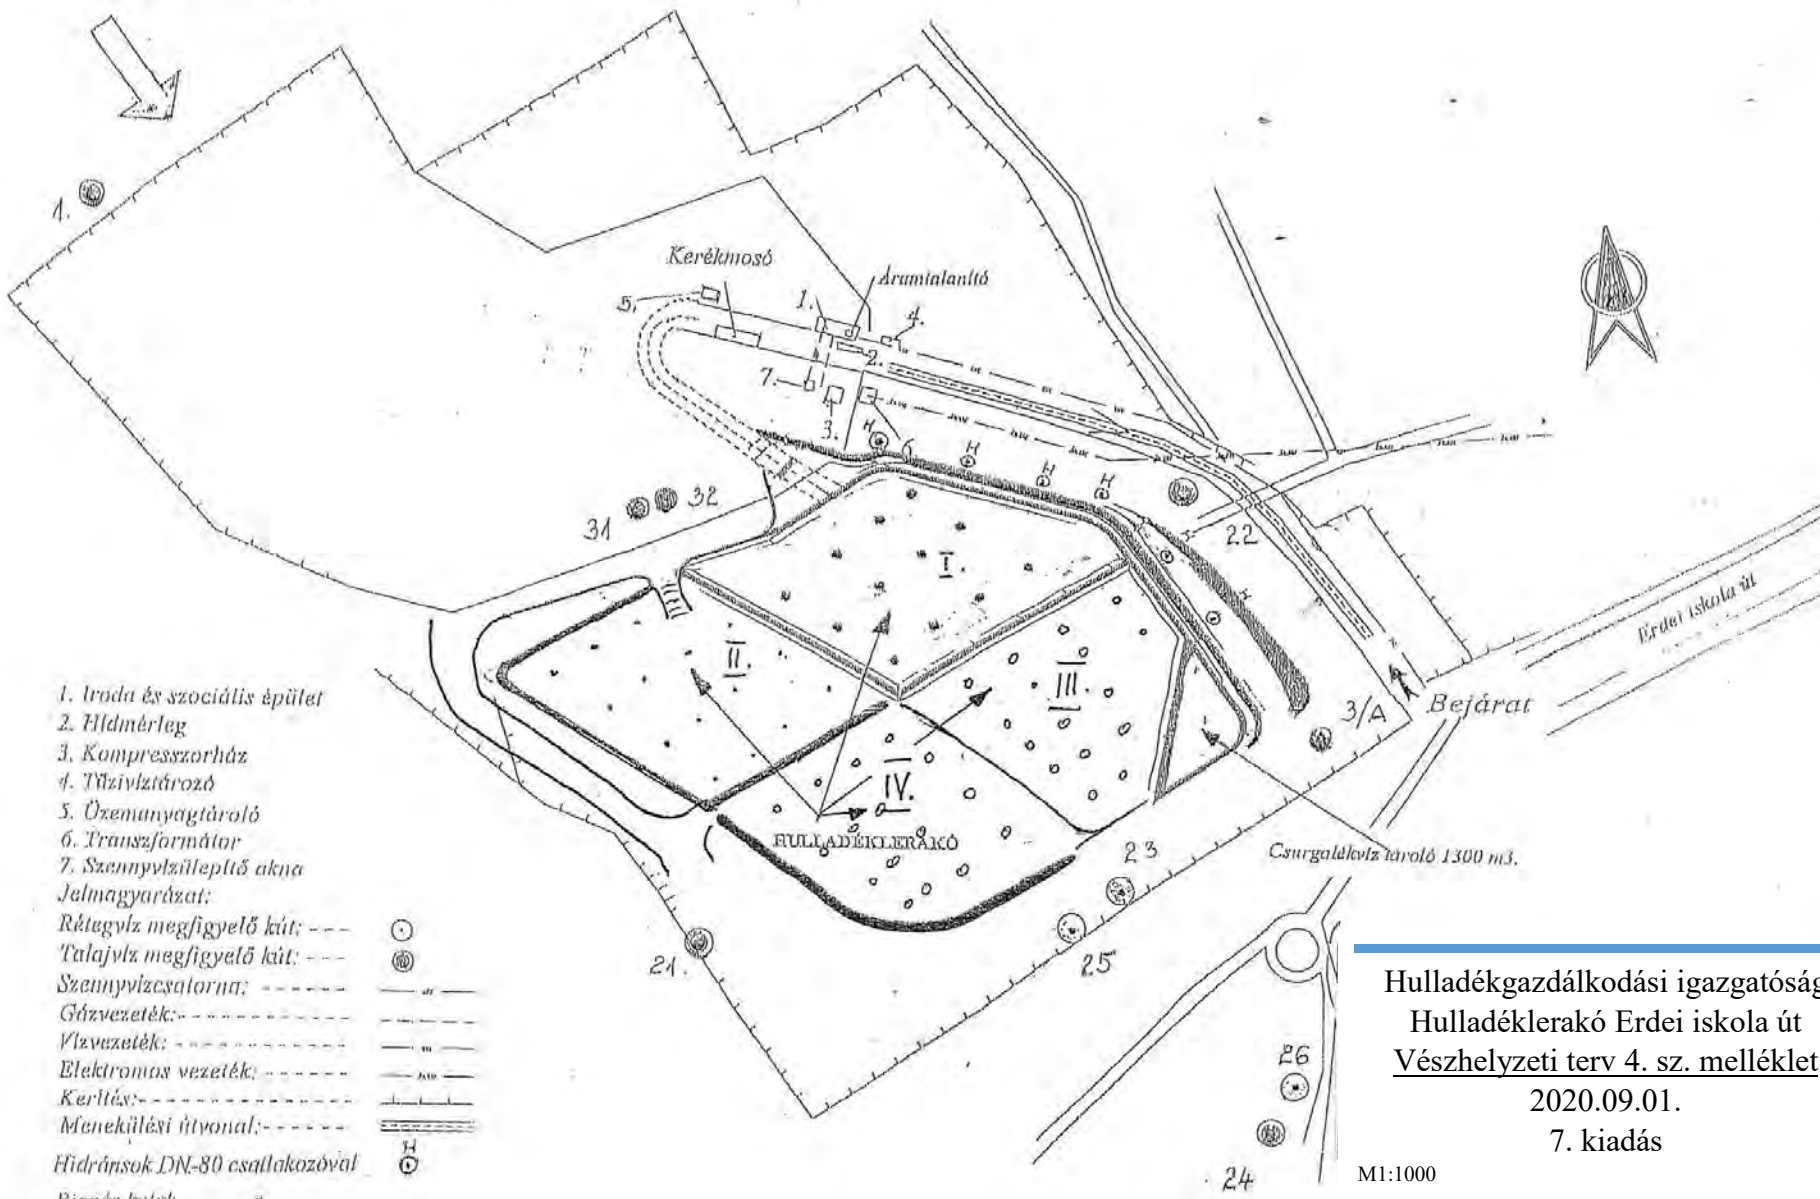 1.
Kerékmosó
Áramtalanító
5.
1.
4.
2.
7.
3.
H
6
H
H
H
31
32
22
I.
II.
III.
IV.
Erdei iskola út
3/A
Bejárat
HULLADÉKLERAKÓ
Csurgalékvíz tároló 1300 m3.
23
25
21.
26
24
1. Iroda és szociális épület
2. Hídmérleg
3. Kompresszorház
4. Tűzivíztározó
5. Üzemanyagtároló
6. Transzformátor
7. Szennyvízülepítő akna
Jelmagyarázat:
Rétegvíz megfigyelő kút:
Talajvíz megfigyelő kút:
Szennyvízcsatorna:
Gázvezeték:
Vízvezeték:
Elektromos vezeték:
Kerítés:
Menekülési útvonal:
Hidránsok DN-80 csatlakozóval
H
Hulladékgazdálkodási igazgatóság
Hulladéklerakó Erdei iskola út
Vészhelyzeti terv 4. sz. melléklet
2020.09.01.
7. kiadás
M1:1000